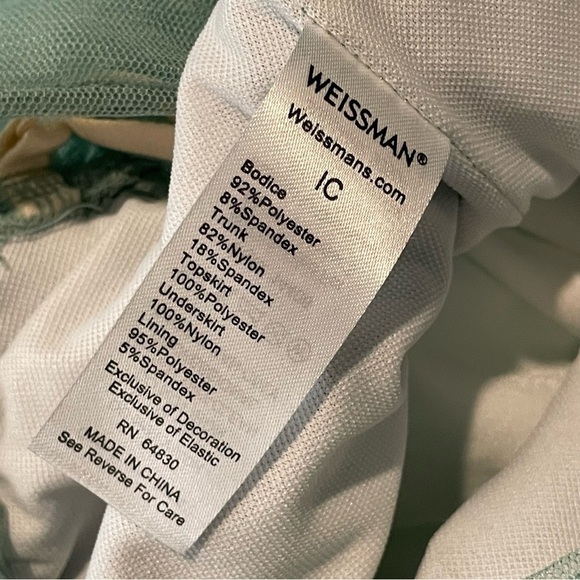 WEISSMAN®
Weissmans.com
IC
Bodice
92%Polyester
8%Spandex
Trunk
82%Nylon
18%Spandex
Topskirt
100%Polyester
Underskirt
100%Nylon
Lining
95%Polyester
5%Spandex
Exclusive of Decoration
Exclusive of Elastic
RN 64830
MADE IN CHINA
See Reverse For Care